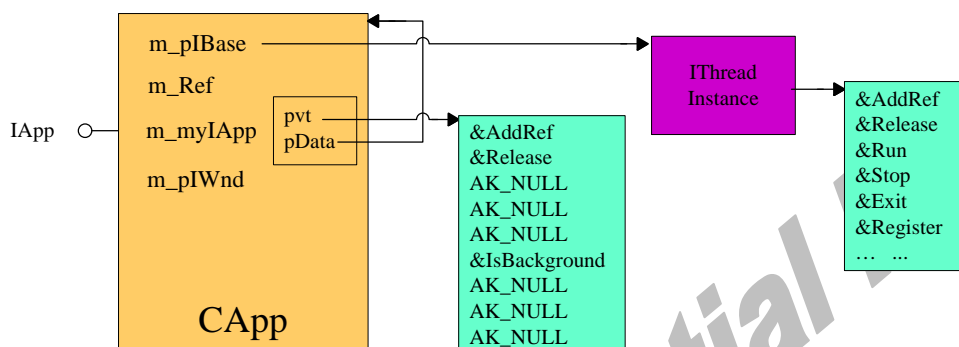 IApp
m_pIBase
m_Ref
m_myIApp
m_pIWnd
pvt
pData
CApp
&AddRef
&Release
AK_NULL
AK_NULL
AK_NULL
&IsBackground
AK_NULL
AK_NULL
AK_NULL
IThread
Instance
&AddRef
&Release
&Run
&Stop
&Exit
&Register
... ...
tial